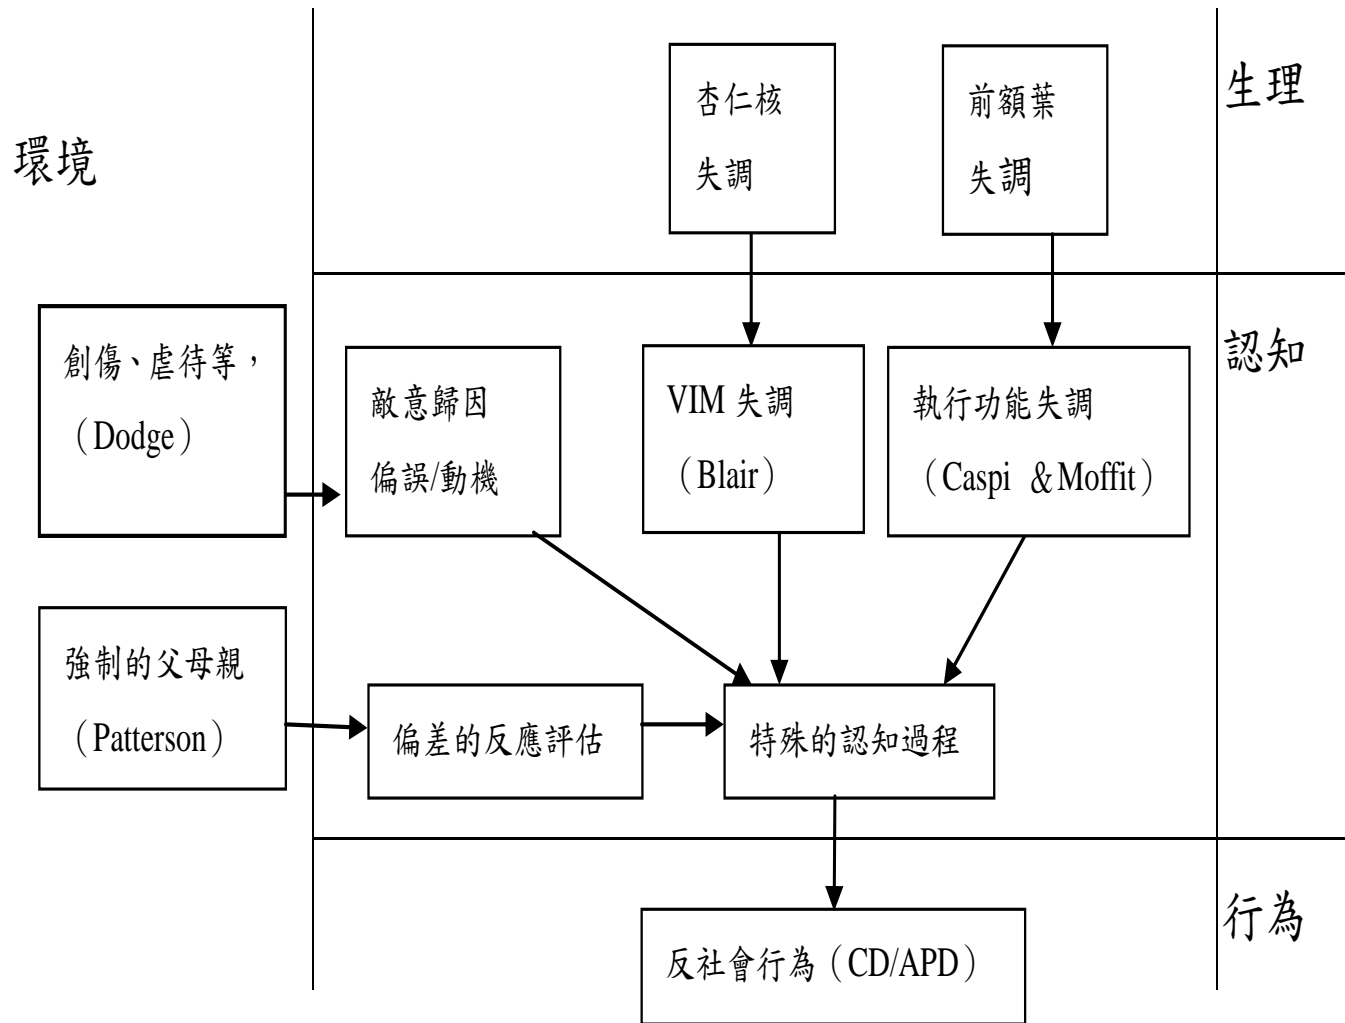 環境
生理
認知
行為
杏仁核
失調
前額葉
失調
創傷、虐待等，
（Dodge）
敵意歸因
偏誤/動機
VIM 失調
（Blair）
執行功能失調
（Caspi &Moffit）
強制的父母親
（Patterson）
偏差的反應評估
特殊的認知過程
反社會行為（CD/APD）